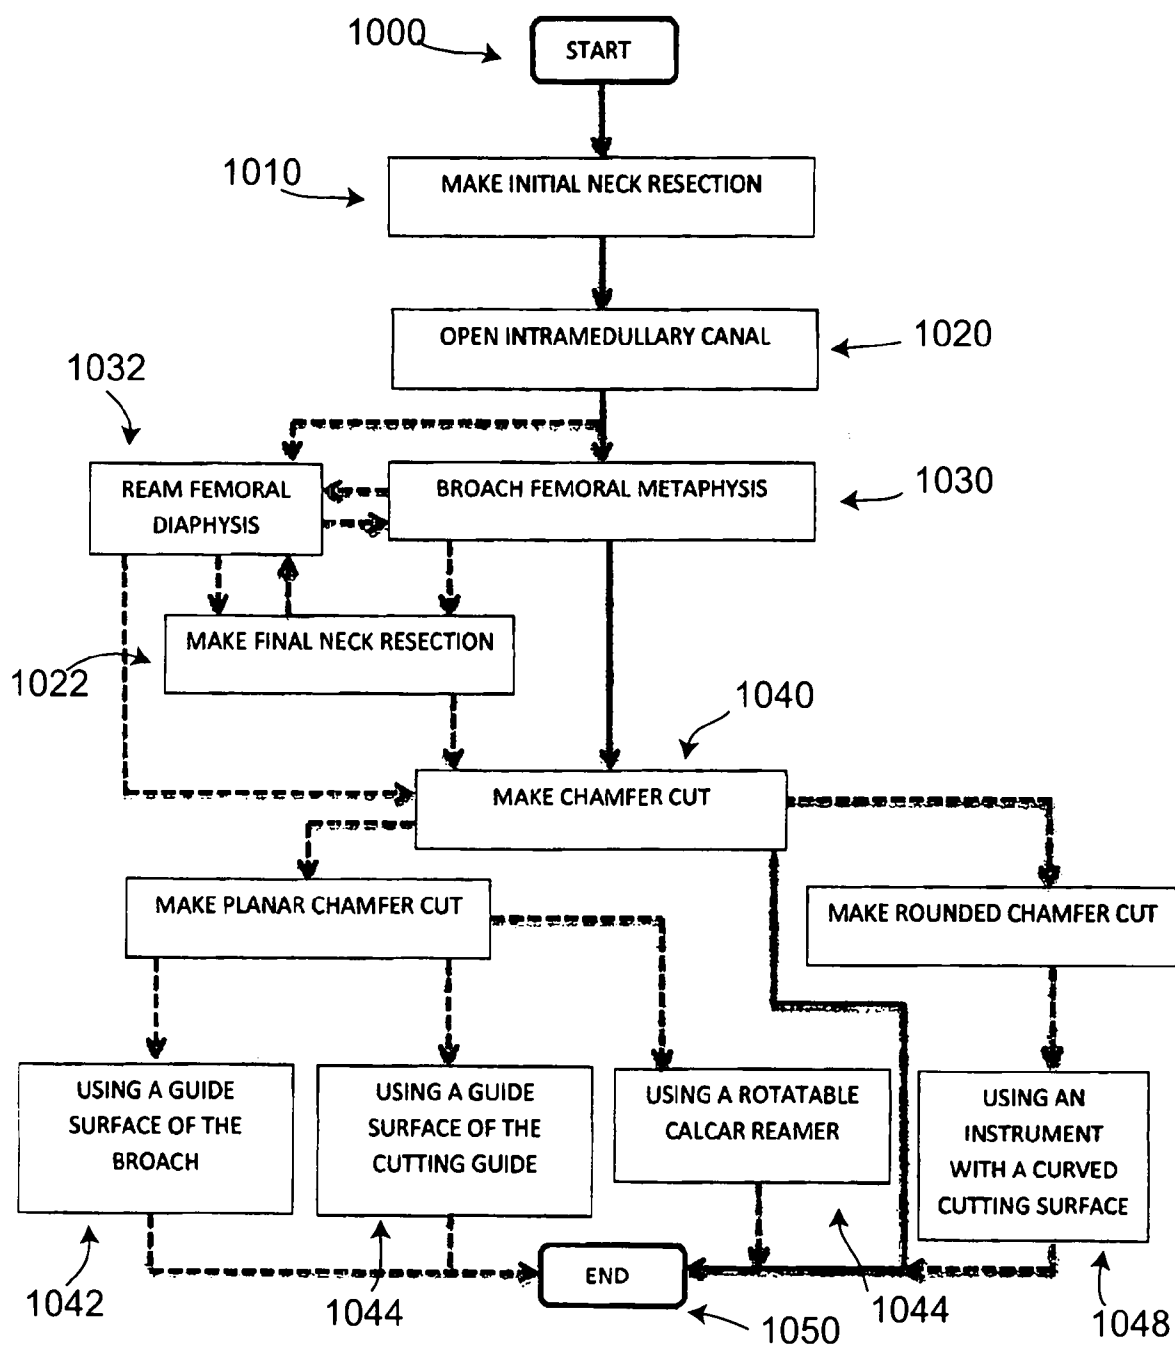 1000
START
1010
MAKE INITIAL NECK RESECTION
OPEN INTRAMEDULLARY CANAL
1020
1032
REAM FEMORAL
DIAPHYSIS
BROACH FEMORAL METAPHYSIS
1030
MAKE FINAL NECK RESECTION
1022
1040
MAKE CHAMFER CUT
MAKE PLANAR CHAMFER CUT
MAKE ROUNDED CHAMFER CUT
USING A GUIDE
SURFACE OF THE
BROACH
USING A GUIDE
SURFACE OF THE
CUTTING GUIDE
USING A ROTATABLE
CALCAR REAMER
USING AN
INSTRUMENT
WITH A CURVED
CUTTING SURFACE
1042
1044
END
1050
1044
1048